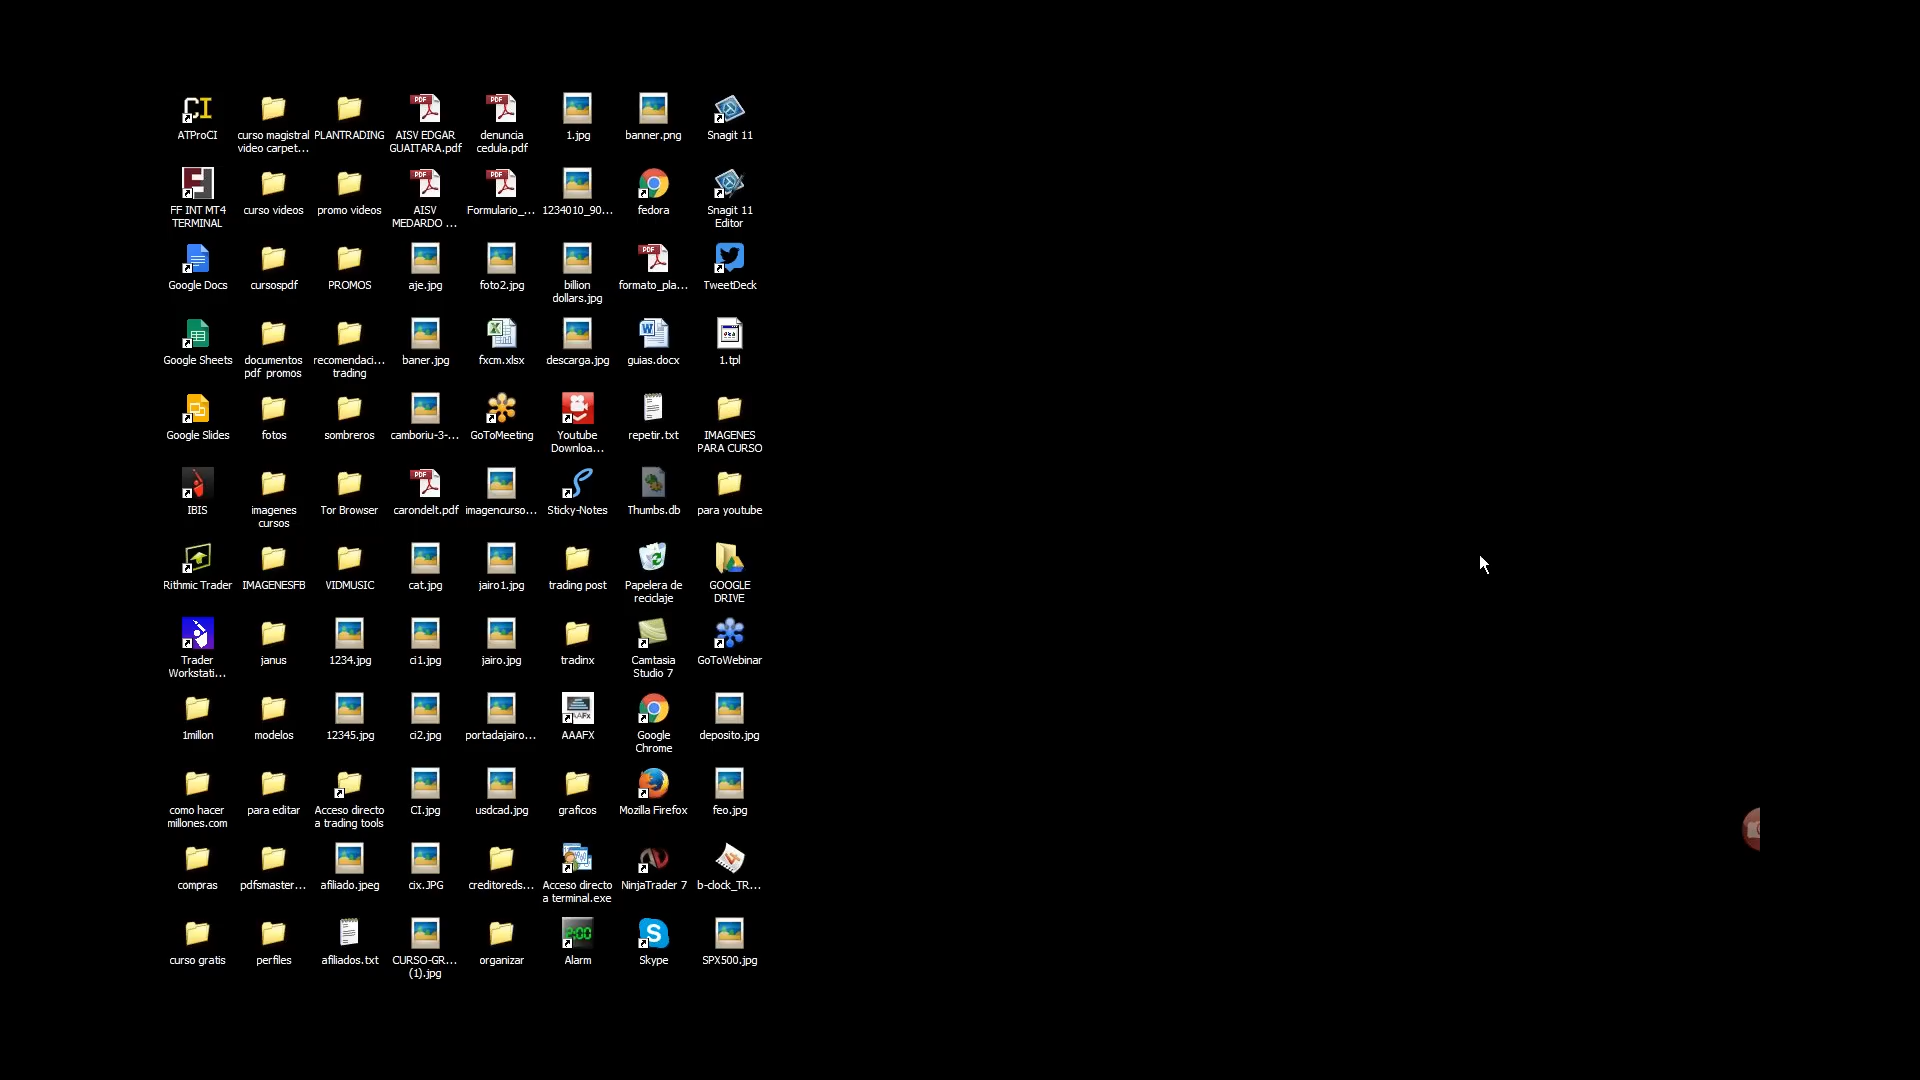 ATProCI
curso magistral
video carpet...
PLANTRADING
AISV EDGAR
GUAITARA.pdf
denuncia
cedula.pdf
1.jpg
banner.png
Snagit 11
FF INT MT4
TERMINAL
curso videos
promo videos
AISV
MEDARDO ...
Formulario_...
1234010_90...
fedora
Snagit 11
Editor
Google Docs
cursospdf
PROMOS
aje.jpg
foto2.jpg
billion
dollars.jpg
formato_pla...
TweetDeck
Google Sheets
documentos
pdf promos
recomendaci...
trading
baner.jpg
fxcm.xlsx
descarga.jpg
guias.docx
1.tpl
Google Slides
fotos
sombreros
camboriu-3-...
GoToMeeting
Youtube
Downloa...
repetir.txt
IMAGENES
PARA CURSO
IBIS
imagenes
cursos
Tor Browser
carondelt.pdf
imagencurso...
Sticky-Notes
Thumbs.db
para youtube
Rithmic Trader
IMAGENESFB
VIDMUSIC
cat.jpg
jairo1.jpg
trading post
Papelera de
reciclaje
GOOGLE
DRIVE
Trader
Workstati...
janus
1234.jpg
ci1.jpg
jairo.jpg
tradinx
Camtasia
Studio 7
GoToWebinar
1millon
modelos
12345.jpg
ci2.jpg
portadajairo...
AAAFX
Google
Chrome
deposito.jpg
como hacer
millones.com
para editar
Acceso directo
a trading tools
CI.jpg
usdcad.jpg
graficos
Mozilla Firefox
feo.jpg
compras
pdfsmaster...
afiliado.jpeg
cix.JPG
creditoreds...
Acceso directo
a terminal.exe
NinjaTrader 7
b-clock_TR...
curso gratis
perfiles
afiliados.txt
CURSO-GR...
(1).jpg
organizar
2:00
Alarm
Skype
SPX500.jpg